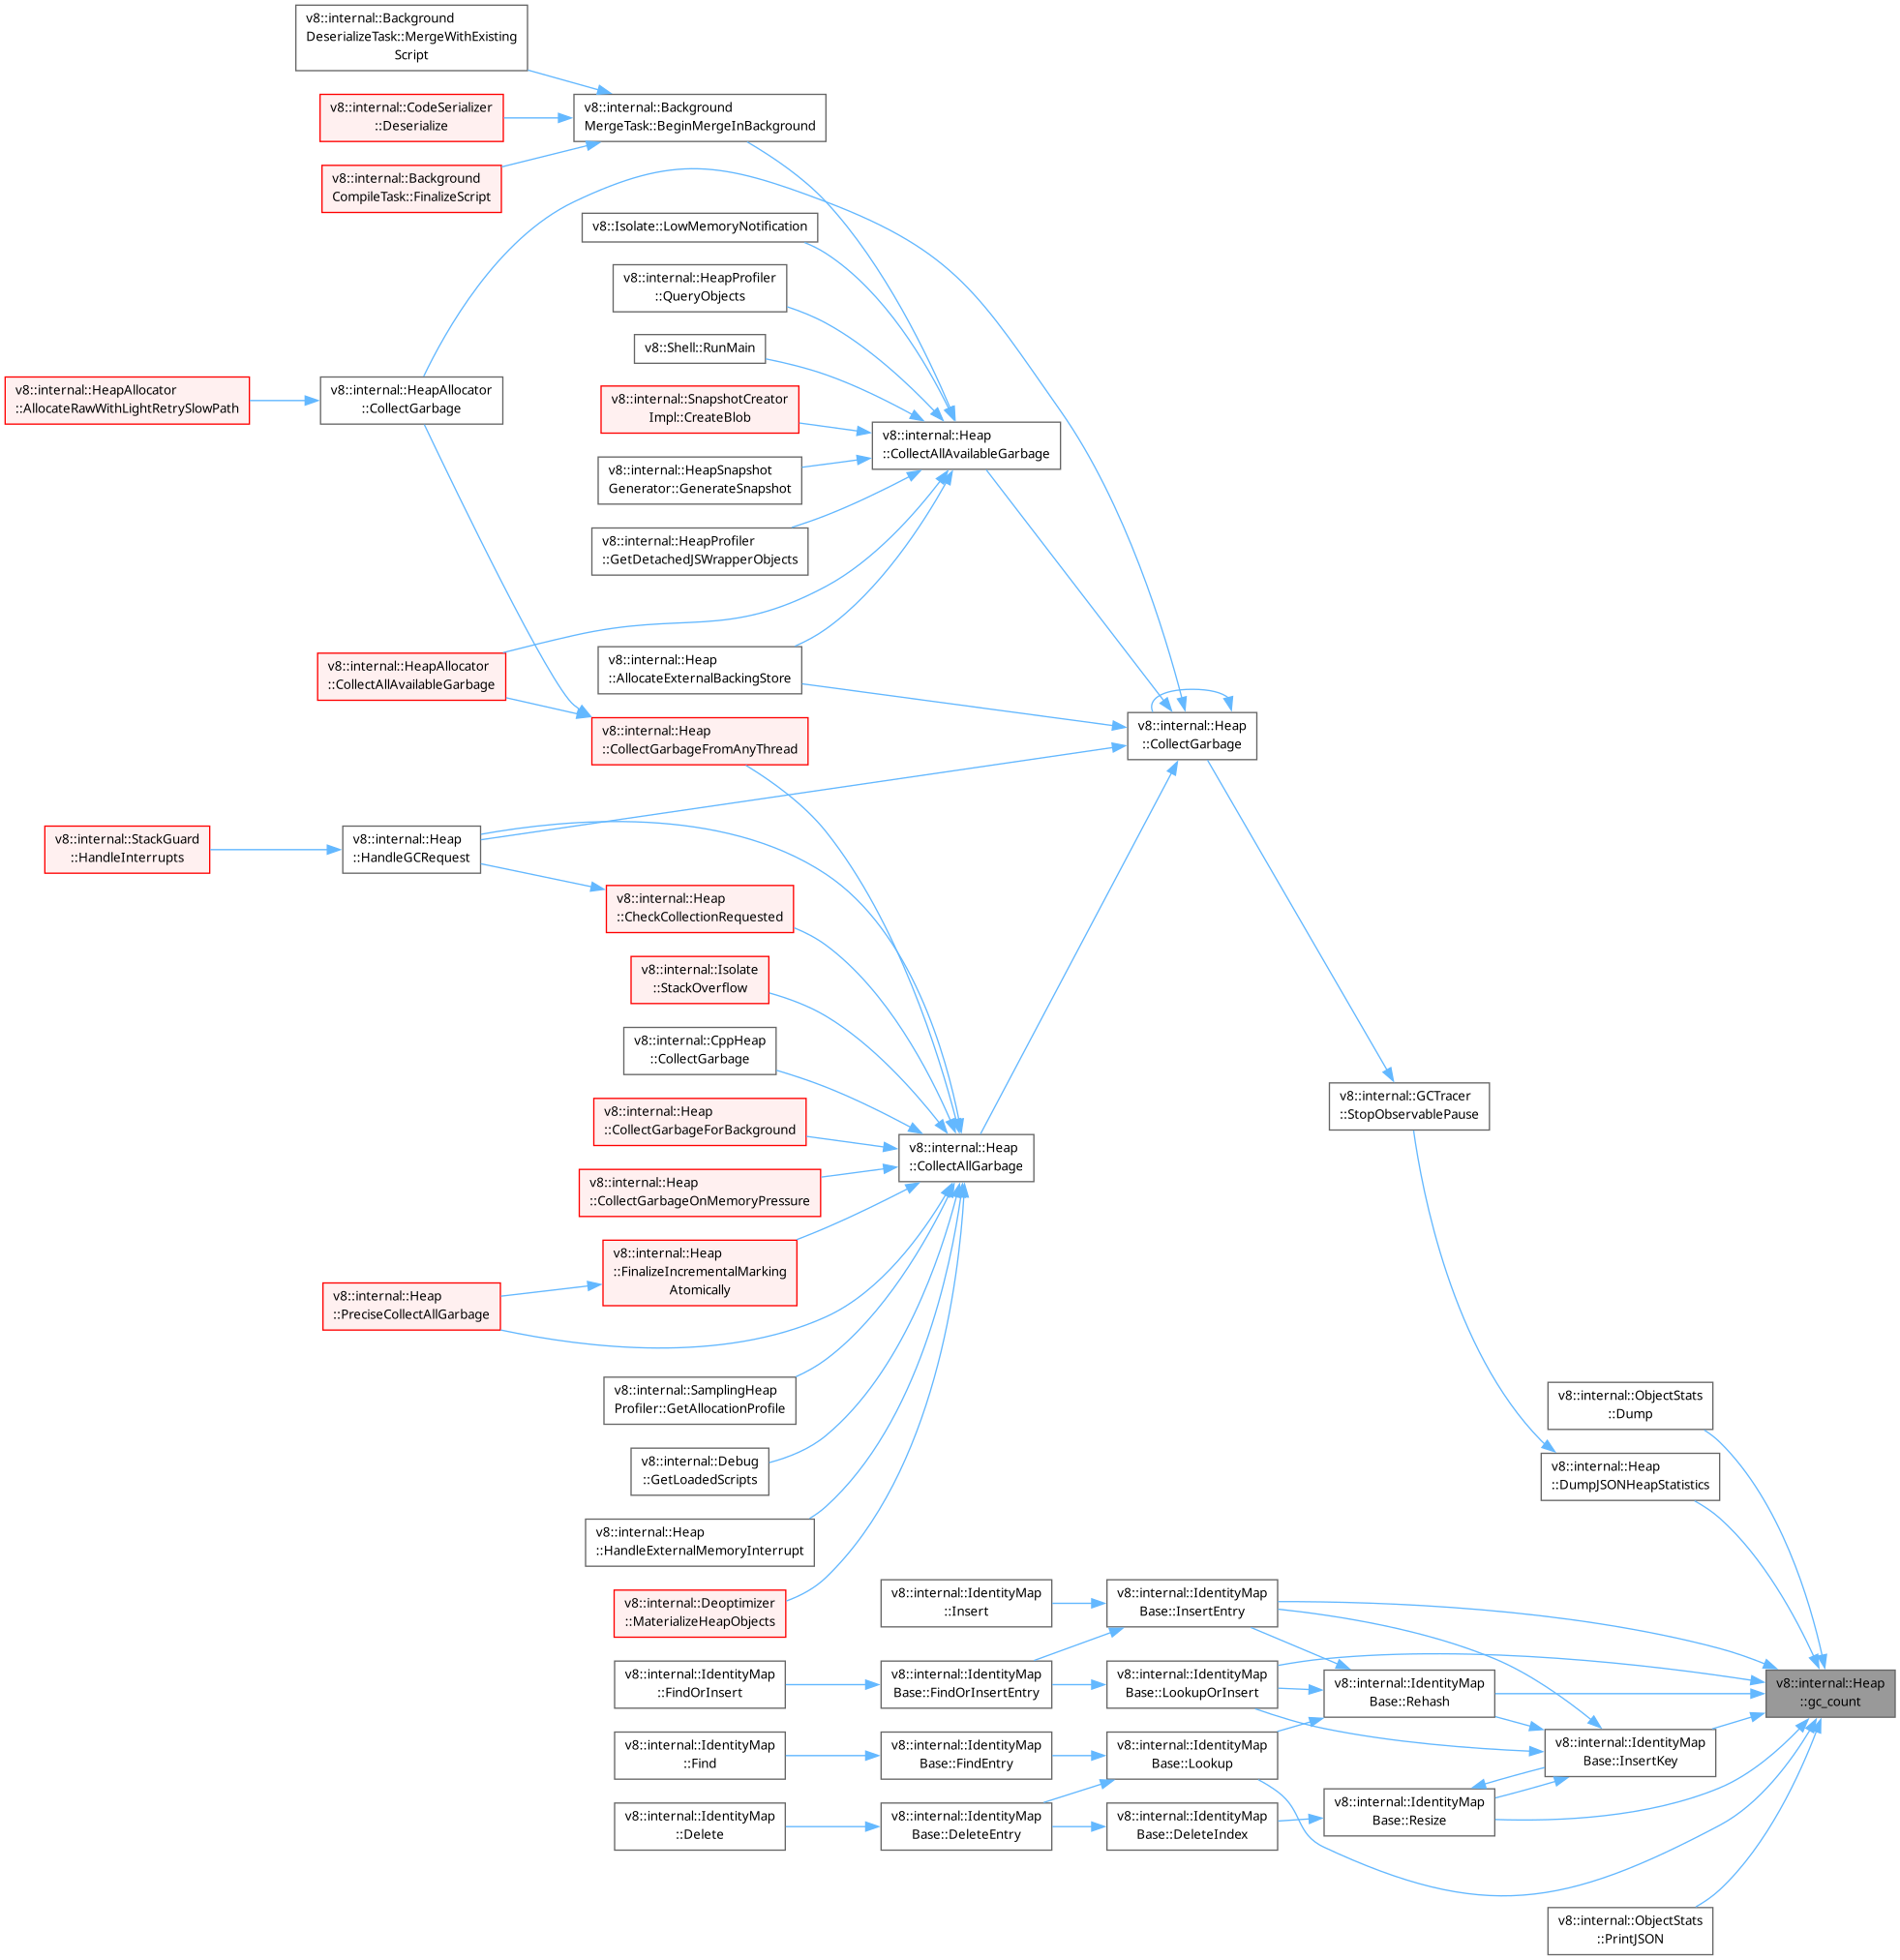 v8::internal::Background
DeserializeTask::MergeWithExisting
Script
v8::internal::CodeSerializer
::Deserialize
v8::internal::Background
MergeTask::BeginMergeInBackground
v8::internal::Background
CompileTask::FinalizeScript
v8::Isolate::LowMemoryNotification
v8::internal::HeapProfiler
::QueryObjects
v8::Shell::RunMain
v8::internal::HeapAllocator
::AllocateRawWithLightRetrySlowPath
v8::internal::HeapAllocator
::CollectGarbage
v8::internal::SnapshotCreator
Impl::CreateBlob
v8::internal::Heap
::CollectAllAvailableGarbage
v8::internal::HeapSnapshot
Generator::GenerateSnapshot
v8::internal::HeapProfiler
::GetDetachedJSWrapperObjects
v8::internal::HeapAllocator
::CollectAllAvailableGarbage
v8::internal::Heap
::AllocateExternalBackingStore
v8::internal::Heap
::CollectGarbageFromAnyThread
v8::internal::Heap
::CollectGarbage
v8::internal::StackGuard
::HandleInterrupts
v8::internal::Heap
::HandleGCRequest
v8::internal::Heap
::CheckCollectionRequested
v8::internal::Isolate
::StackOverflow
v8::internal::CppHeap
::CollectGarbage
v8::internal::GCTracer
::StopObservablePause
v8::internal::Heap
::CollectGarbageForBackground
v8::internal::Heap
::CollectAllGarbage
v8::internal::Heap
::CollectGarbageOnMemoryPressure
v8::internal::Heap
::FinalizeIncrementalMarking
Atomically
v8::internal::Heap
::PreciseCollectAllGarbage
v8::internal::SamplingHeap
Profiler::GetAllocationProfile
v8::internal::ObjectStats
::Dump
v8::internal::Debug
::GetLoadedScripts
v8::internal::Heap
::DumpJSONHeapStatistics
v8::internal::Heap
::HandleExternalMemoryInterrupt
v8::internal::Deoptimizer
::MaterializeHeapObjects
v8::internal::IdentityMap
::Insert
v8::internal::IdentityMap
Base::InsertEntry
v8::internal::IdentityMap
::FindOrInsert
v8::internal::IdentityMap
Base::FindOrInsertEntry
v8::internal::IdentityMap
Base::LookupOrInsert
v8::internal::IdentityMap
Base::Rehash
v8::internal::Heap
::gc_count
v8::internal::IdentityMap
::Find
v8::internal::IdentityMap
Base::FindEntry
v8::internal::IdentityMap
Base::Lookup
v8::internal::IdentityMap
Base::InsertKey
v8::internal::IdentityMap
::Delete
v8::internal::IdentityMap
Base::DeleteEntry
v8::internal::IdentityMap
Base::DeleteIndex
v8::internal::IdentityMap
Base::Resize
v8::internal::ObjectStats
::PrintJSON